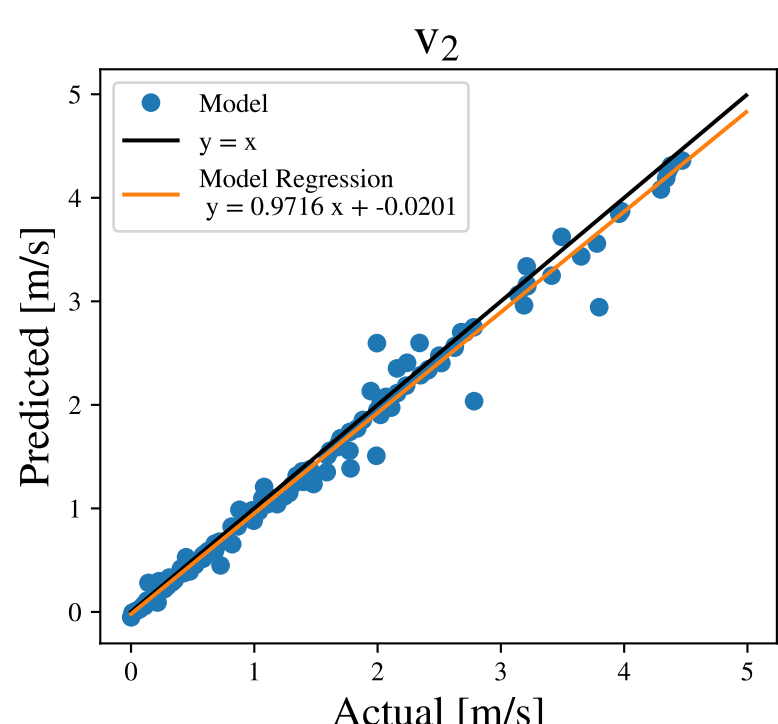 v2
Model
y = x
Model Regression
y = 0.9716 x + -0.0201
Predicted [m/s]
5
4
3
2
1
0
0 1 2 3 4 5
Actual [m/s]